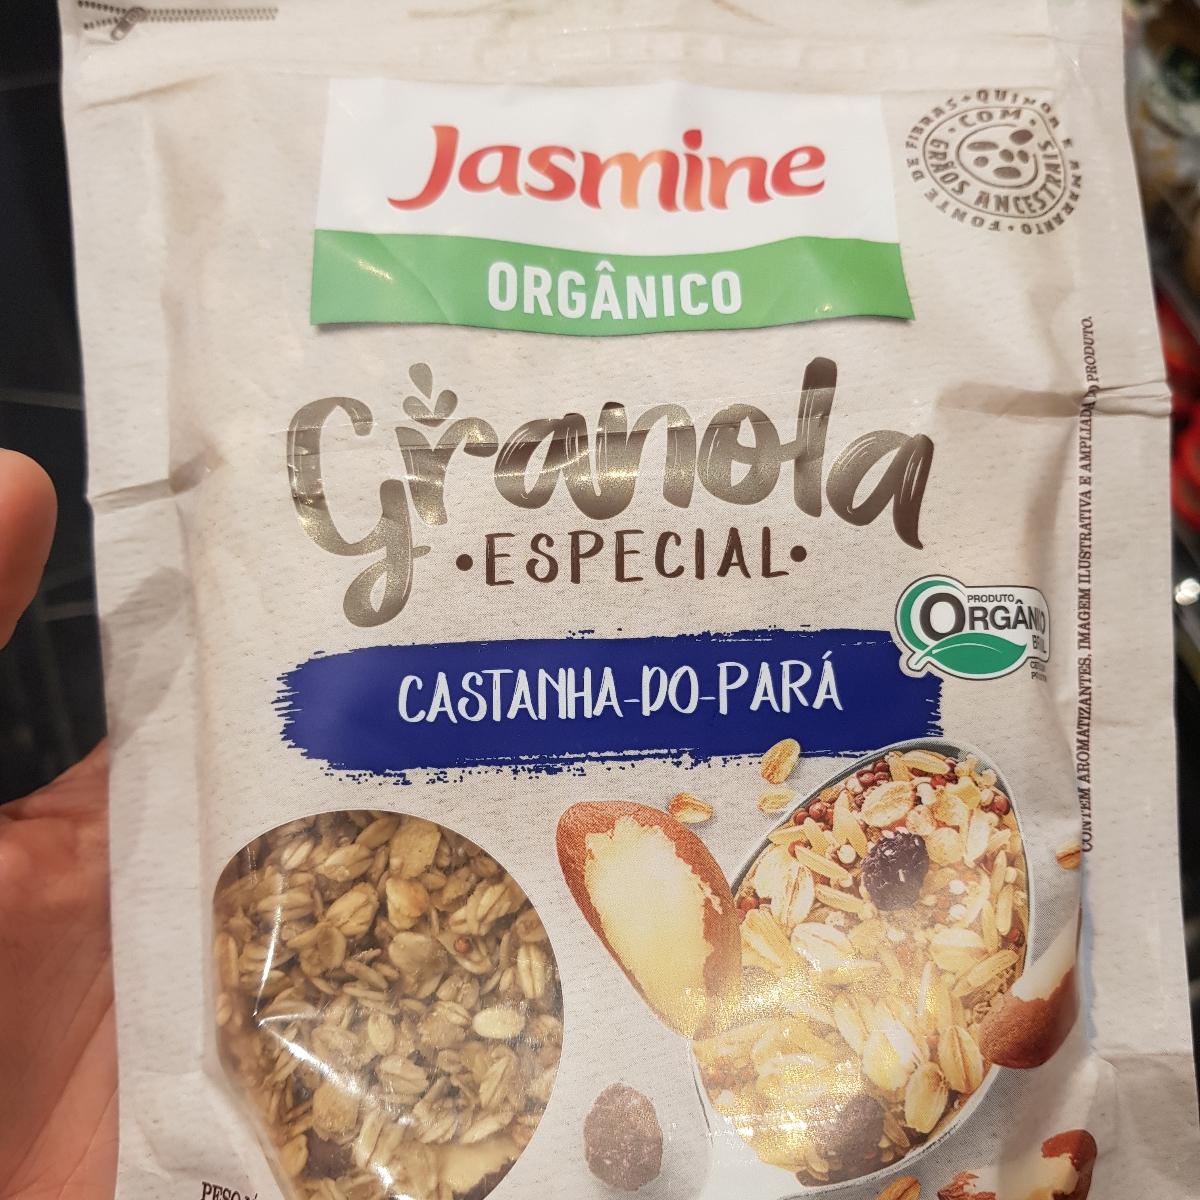 Jasmine
ORGÂNICO
FONTE DE FIBRAS • QUINOA E AMARANTO •
• COM •
GRÃOS ANCESTRAIS
Granola
•ESPECIAL•
CASTANHA-DO-PARÁ
PRODUTO
ORGÂNICO
CONTÉM AROMATIZANTES. IMAGEM ILUSTRATIVA E AMPLIADA DO PRODUTO.